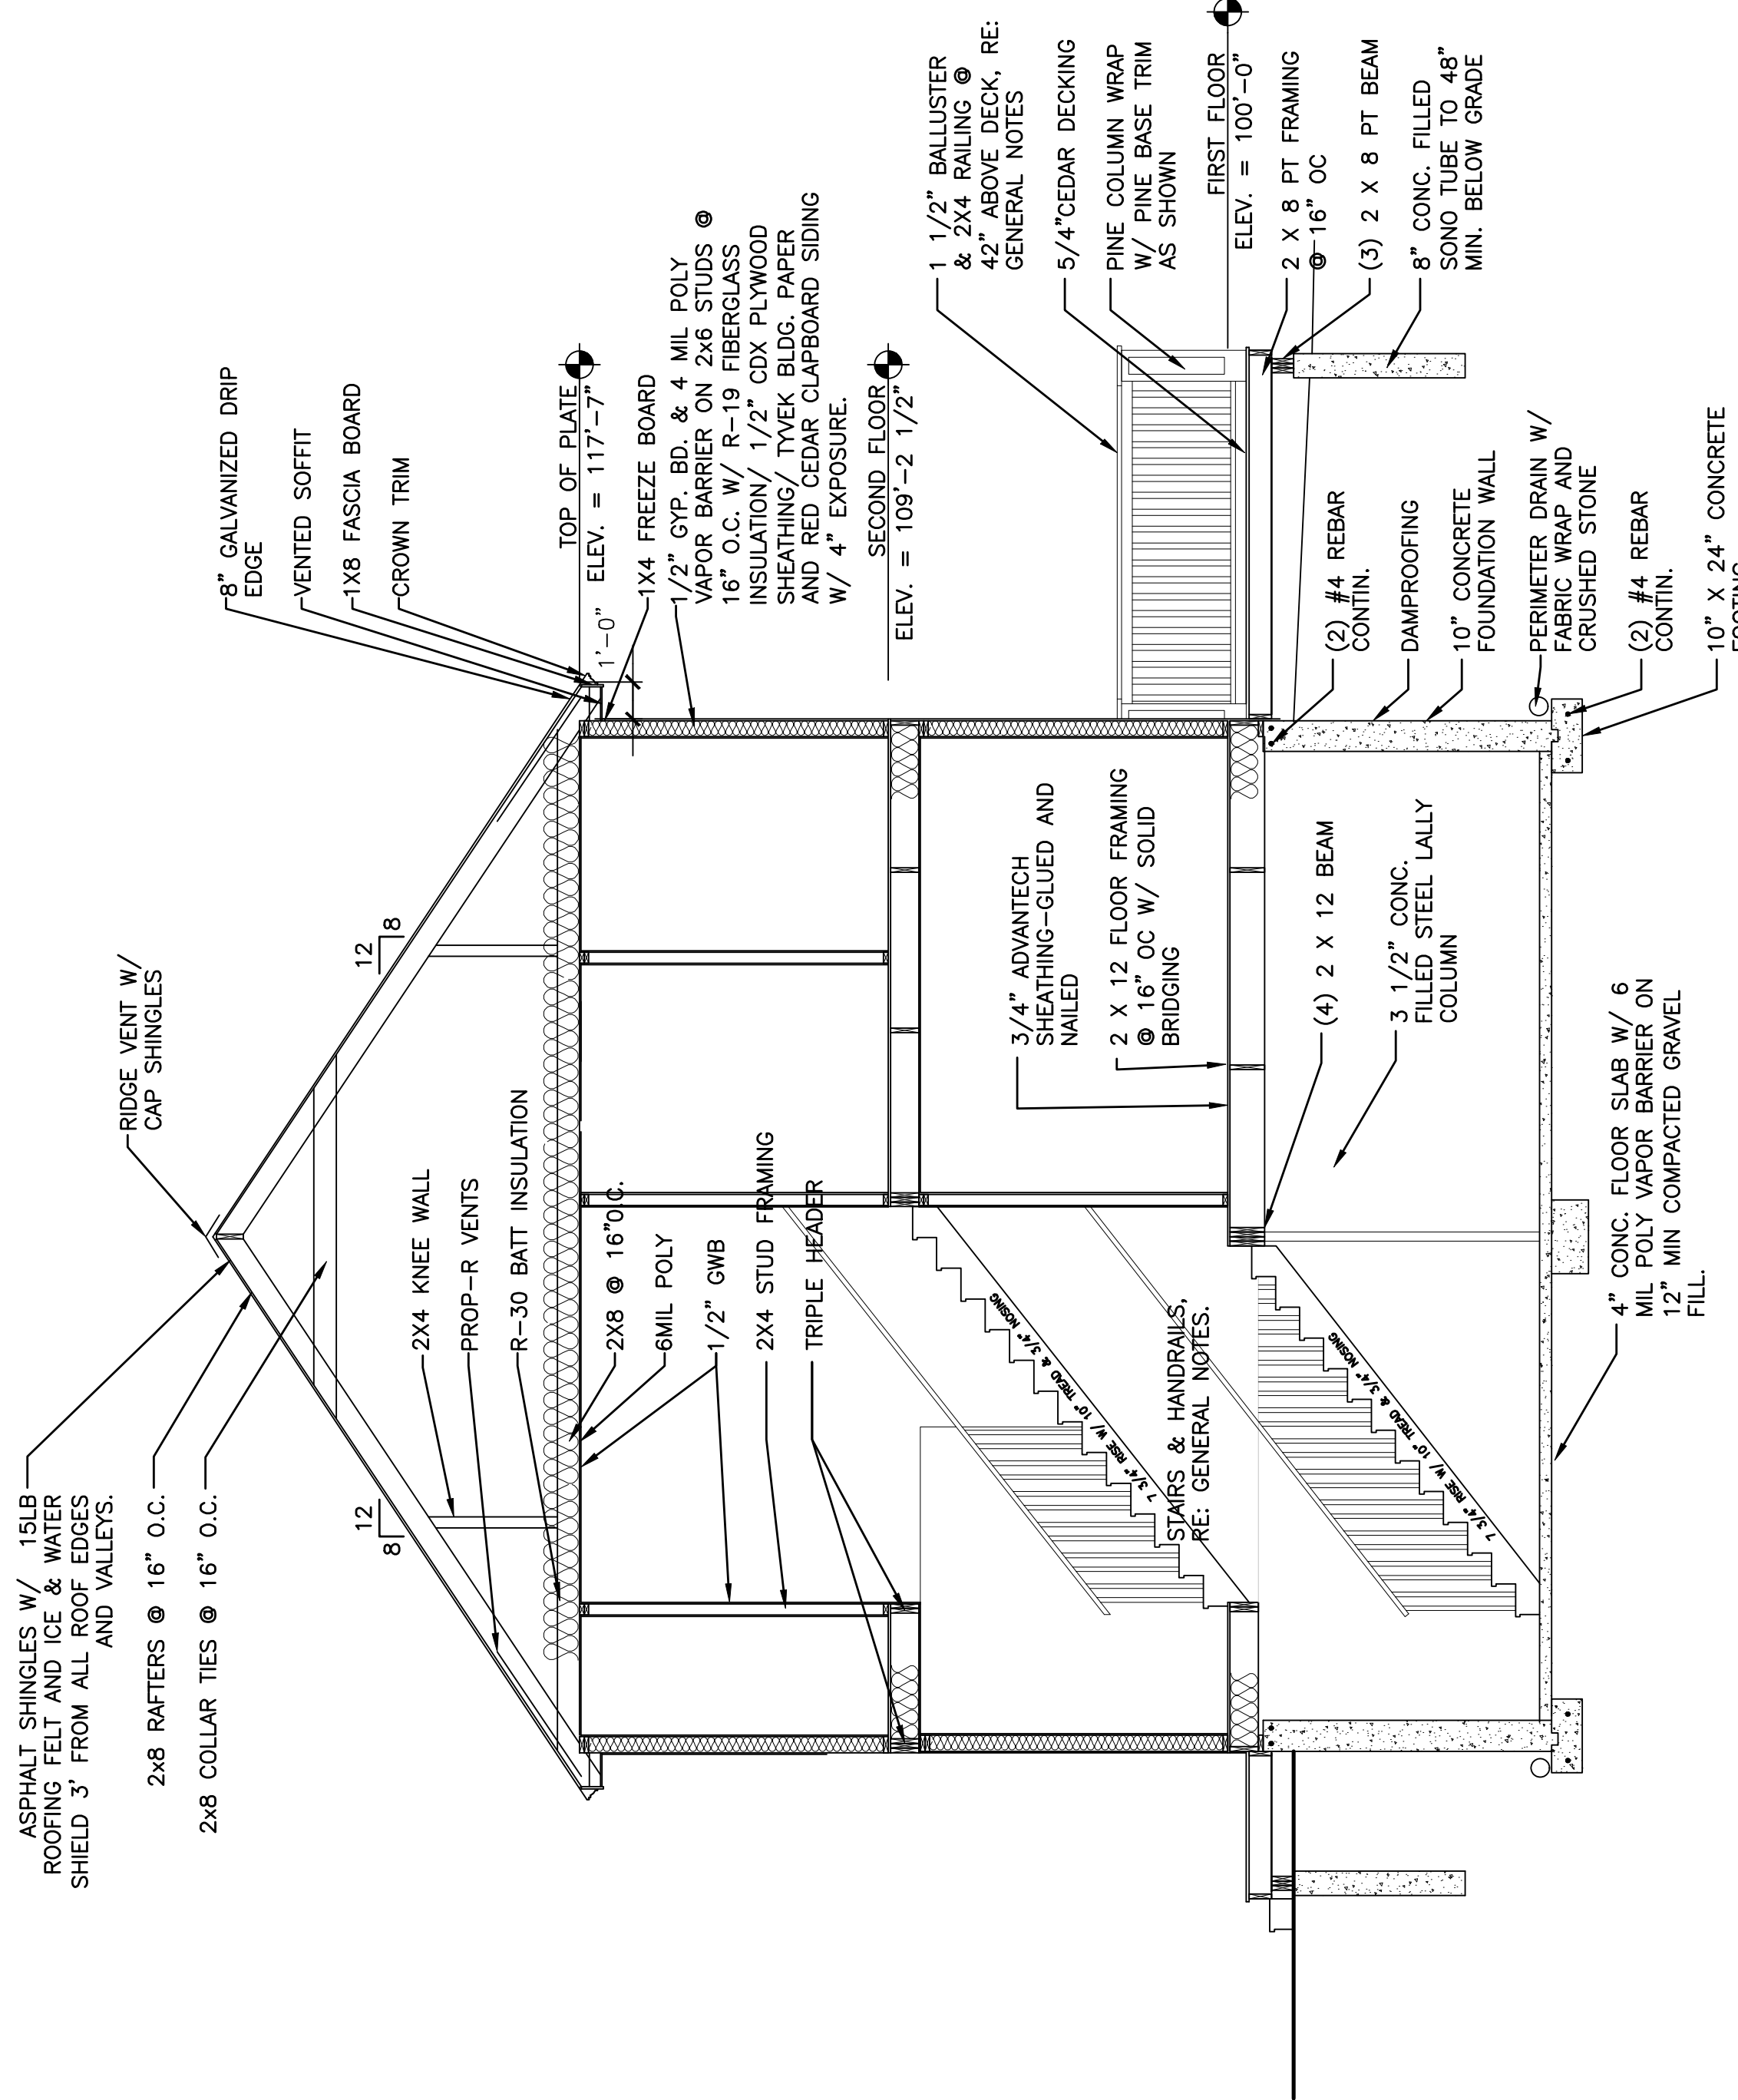 ASPHALT SHINGLES W/ 15LB
ROOFING FELT AND ICE & WATER
SHIELD 3' FROM ALL ROOF EDGES
AND VALLEYS.
2x8 RAFTERS @ 16" O.C.
2x8 COLLAR TIES @ 16" O.C.
RIDGE VENT W/
CAP SHINGLES
12
8
12
8
2X4 KNEE WALL
PROP-R VENTS
R-30 BATT INSULATION
2X8 @ 16"O.C.
6MIL POLY
1/2" GWB
2X4 STUD FRAMING
TRIPLE HEADER
8" GALVANIZED DRIP
EDGE
VENTED SOFFIT
1X8 FASCIA BOARD
CROWN TRIM
TOP OF PLATE
ELEV. = 117'-7"
1'-0"
1X4 FREEZE BOARD
1/2" GYP. BD. & 4 MIL POLY
VAPOR BARRIER ON 2x6 STUDS @
16" O.C. W/ R-19 FIBERGLASS
INSULATION/ 1/2" CDX PLYWOOD
SHEATHING/ TYVEK BLDG. PAPER
AND RED CEDAR CLAPBOARD SIDING
W/ 4" EXPOSURE.
SECOND FLOOR
ELEV. = 109'-2 1/2"
1 1/2" BALLUSTER
& 2X4 RAILING @
42" ABOVE DECK, RE:
GENERAL NOTES
5/4"CEDAR DECKING
PINE COLUMN WRAP
W/ PINE BASE TRIM
AS SHOWN
FIRST FLOOR
ELEV. = 100'-0"
2 X 8 PT FRAMING
@ 16" OC
(3) 2 X 8 PT BEAM
8" CONC. FILLED
SONO TUBE TO 48"
MIN. BELOW GRADE
3/4" ADVANTECH
SHEATHING-GLUED AND
NAILED
2 X 12 FLOOR FRAMING
@ 16" OC W/ SOLID
BRIDGING
(4) 2 X 12 BEAM
3 1/2" CONC.
FILLED STEEL LALLY
COLUMN
7 3/4" RISE W/ 10" TREAD & 3/4" NOSING
STAIRS & HANDRAILS,
RE: GENERAL NOTES.
7 3/4" RISE W/ 10" TREAD & 3/4" NOSING
(2) #4 REBAR
CONTIN.
DAMPROOFING
10" CONCRETE
FOUNDATION WALL
PERIMETER DRAIN W/
FABRIC WRAP AND
CRUSHED STONE
(2) #4 REBAR
CONTIN.
10" X 24" CONCRETE
4" CONC. FLOOR SLAB W/ 6
MIL POLY VAPOR BARRIER ON
12" MIN COMPACTED GRAVEL
FILL.